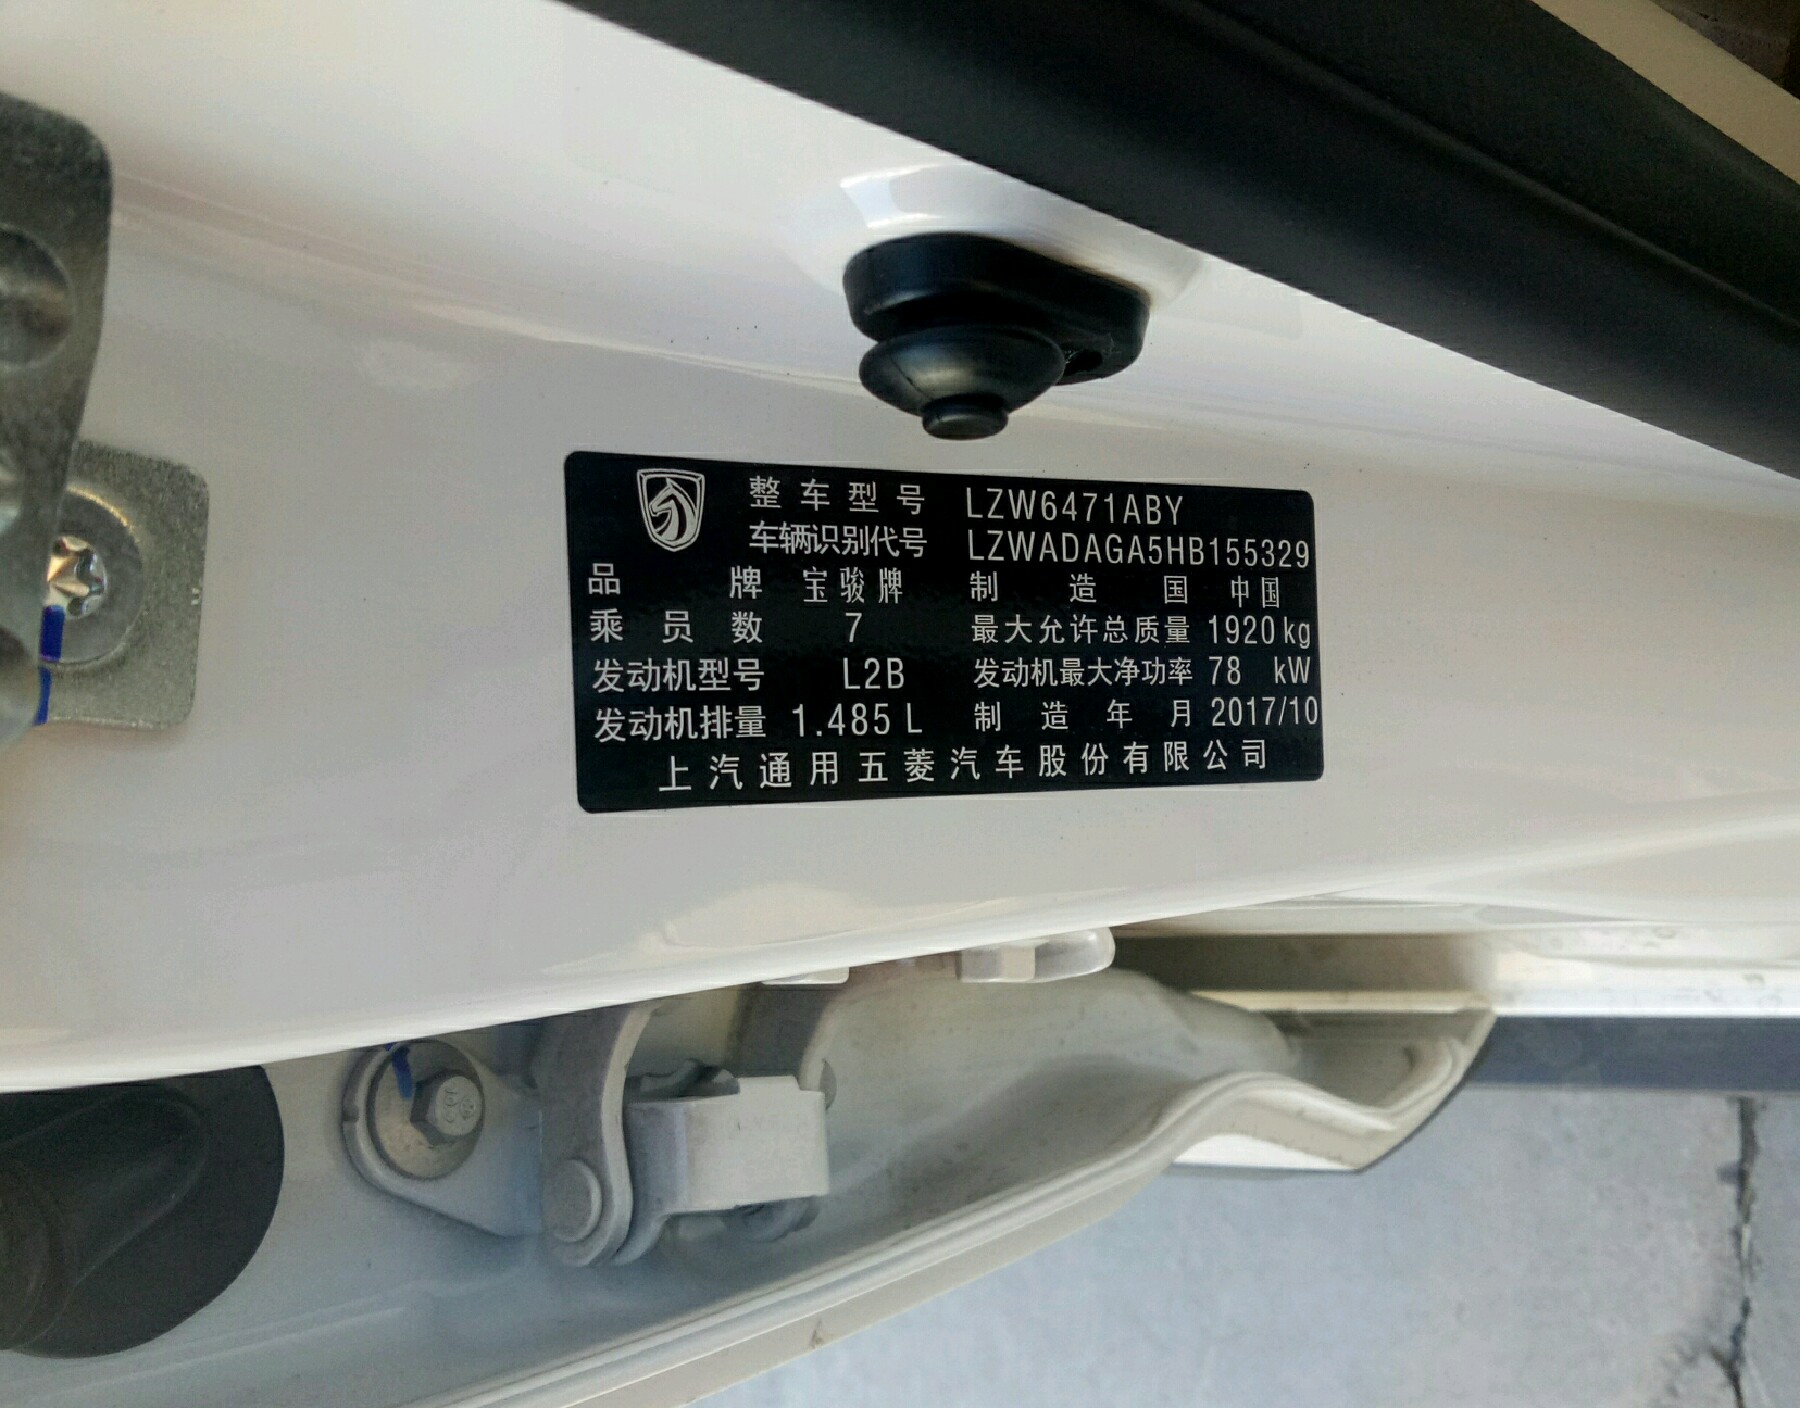 整车型号 LZW6471ABY
车辆识别代号 LZWADAGA5HB155329
品牌 宝骏牌 制造国 中国
乘员数 7 最大允许总质量 1920 kg
发动机型号 L2B 发动机最大净功率 78 kW
发动机排量 1.485 L 制造年月 2017/10
上汽通用五菱汽车股份有限公司